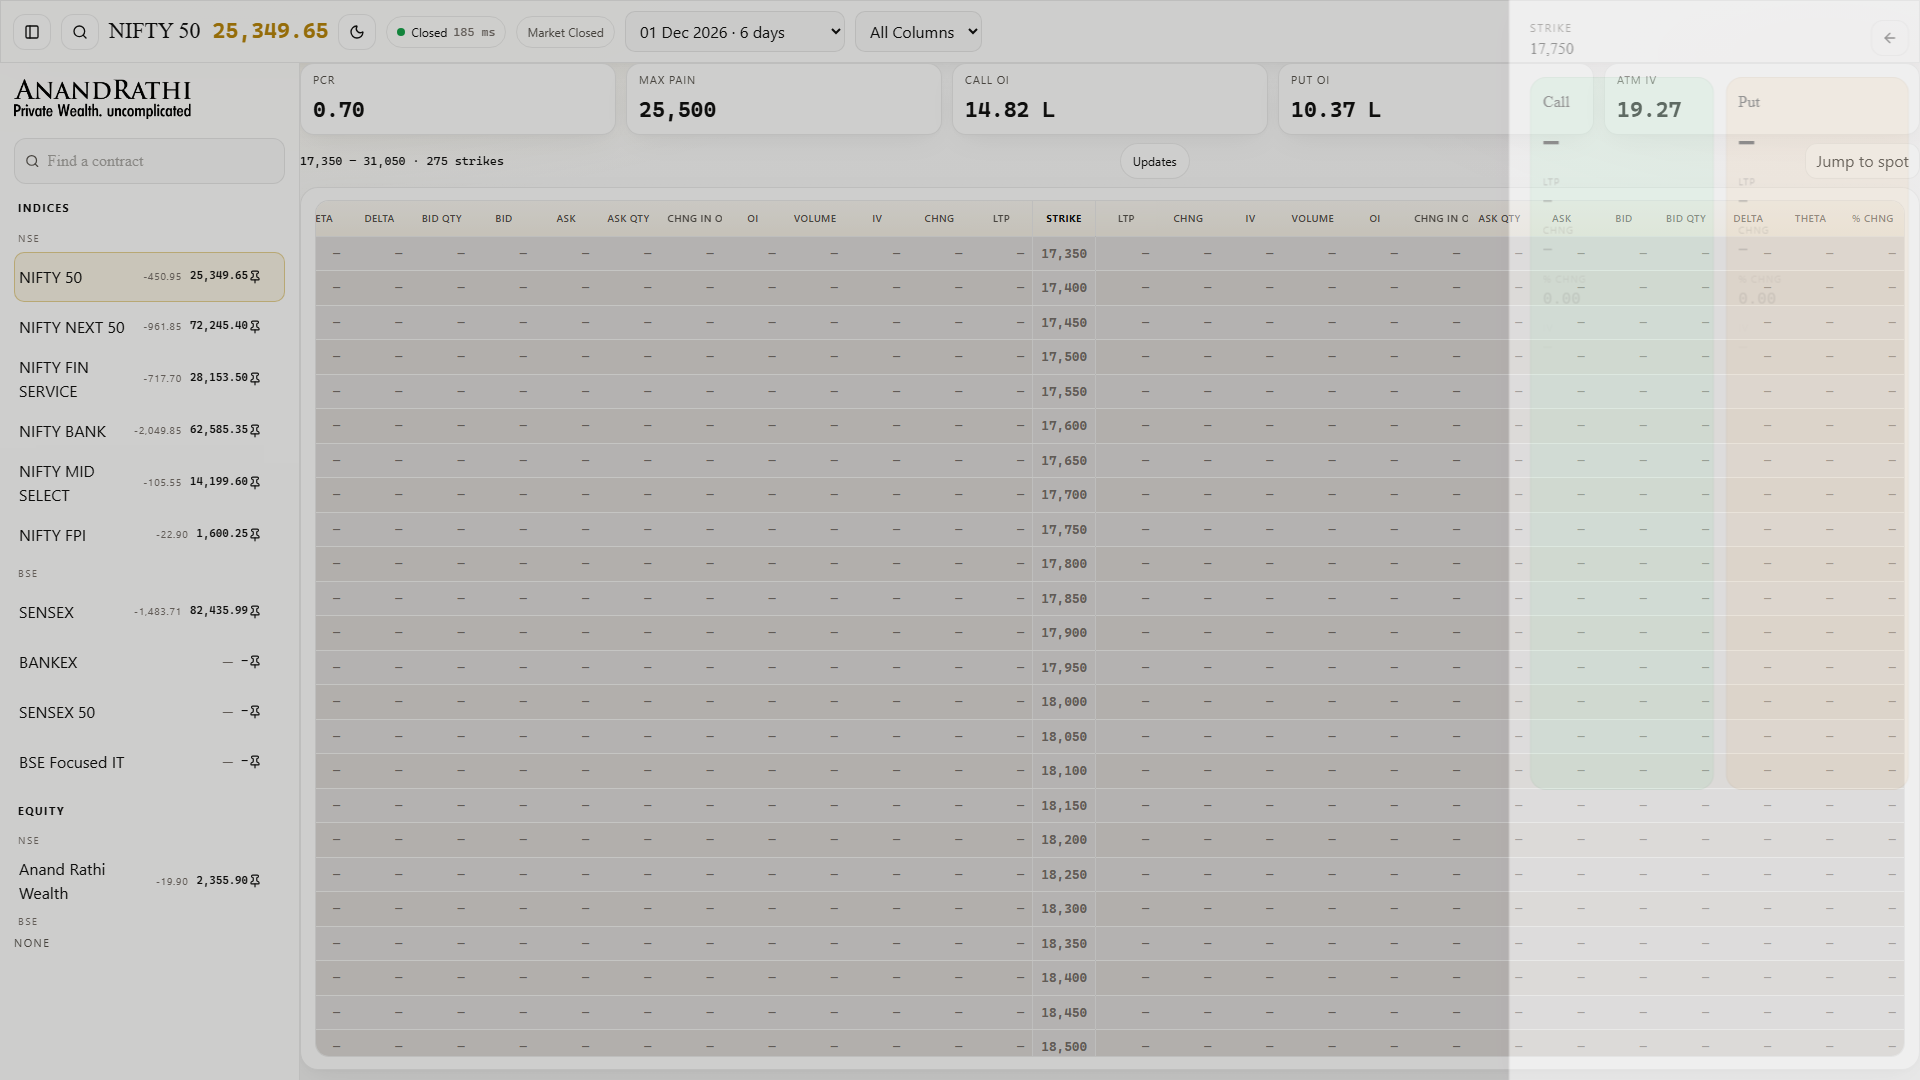 NIFTY 50 25,349.65 Closed 185 ms Market Closed 01 Dec 2026 · 6 days All Columns
STRIKE
17,750
ANANDRATHI
Private Wealth. uncomplicated
Find a contract
INDICES
NSE
NIFTY 50 -450.95 25,349.65
NIFTY NEXT 50 -961.85 72,245.40
NIFTY FIN SERVICE -717.70 28,153.50
NIFTY BANK -2,049.85 62,585.35
NIFTY MID SELECT -105.55 14,199.60
NIFTY FPI -22.90 1,600.25
BSE
SENSEX -1,483.71 82,435.99
BANKEX — —
SENSEX 50 — —
BSE Focused IT — —
EQUITY
NSE
Anand Rathi Wealth -19.90 2,355.90
BSE
NONE
PCR
0.70
MAX PAIN
25,500
CALL OI
14.82 L
PUT OI
10.37 L
ATM IV
19.27
17,350 — 31,050 · 275 strikes
Updates
Jump to spot
ETA DELTA BID QTY BID ASK ASK QTY CHNG IN O OI VOLUME IV CHNG LTP STRIKE LTP CHNG IV VOLUME OI CHNG IN O ASK QTY ASK BID BID QTY DELTA THETA % CHNG
— — — — — — — — — — — — 17,350 — — — — — — — — — — — — —
— — — — — — — — — — — — 17,400 — — — — — — — — — — — — —
— — — — — — — — — — — — 17,450 — — — — — — — — — — — — —
— — — — — — — — — — — — 17,500 — — — — — — — — — — — — —
— — — — — — — — — — — — 17,550 — — — — — — — — — — — — —
— — — — — — — — — — — — 17,600 — — — — — — — — — — — — —
— — — — — — — — — — — — 17,650 — — — — — — — — — — — — —
— — — — — — — — — — — — 17,700 — — — — — — — — — — — — —
— — — — — — — — — — — — 17,750 — — — — — — — — — — — — —
— — — — — — — — — — — — 17,800 — — — — — — — — — — — — —
— — — — — — — — — — — — 17,850 — — — — — — — — — — — — —
— — — — — — — — — — — — 17,900 — — — — — — — — — — — — —
— — — — — — — — — — — — 17,950 — — — — — — — — — — — — —
— — — — — — — — — — — — 18,000 — — — — — — — — — — — — —
— — — — — — — — — — — — 18,050 — — — — — — — — — — — — —
— — — — — — — — — — — — 18,100 — — — — — — — — — — — — —
— — — — — — — — — — — — 18,150 — — — — — — — — — — — — —
— — — — — — — — — — — — 18,200 — — — — — — — — — — — — —
— — — — — — — — — — — — 18,250 — — — — — — — — — — — — —
— — — — — — — — — — — — 18,300 — — — — — — — — — — — — —
— — — — — — — — — — — — 18,350 — — — — — — — — — — — — —
— — — — — — — — — — — — 18,400 — — — — — — — — — — — — —
— — — — — — — — — — — — 18,450 — — — — — — — — — — — — —
— — — — — — — — — — — — 18,500 — — — — — — — — — — — — —
Call
—
LTP
—
CHNG
—
% CHNG
0.00
Put
—
LTP
—
CHNG
—
% CHNG
0.00